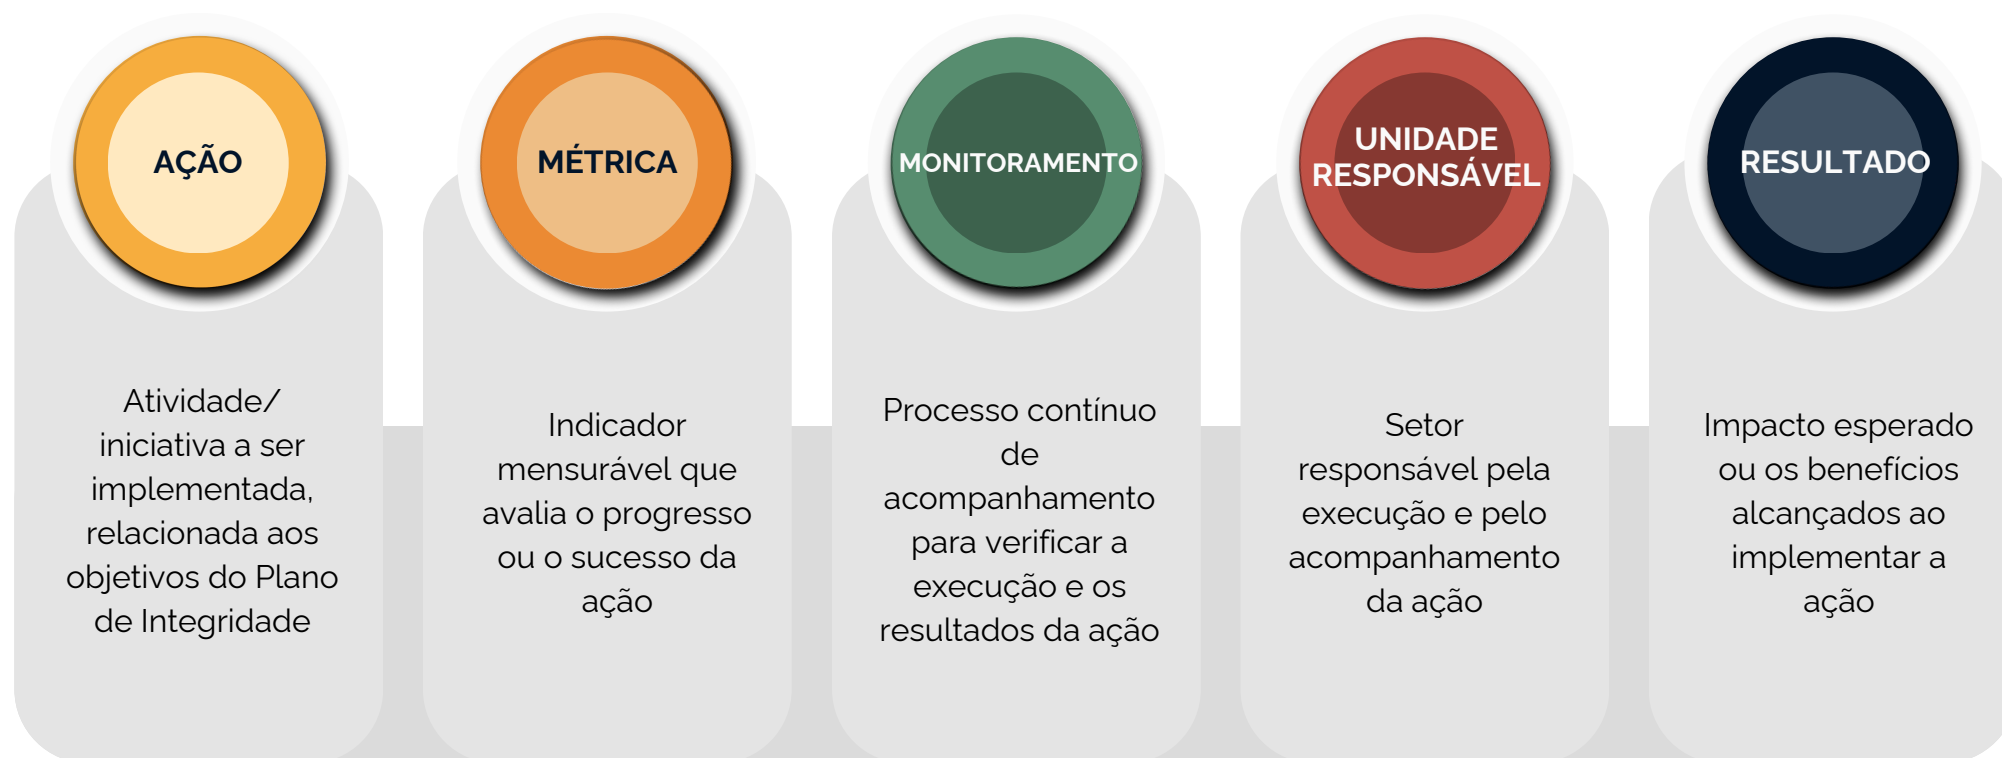 AÇÃO
Atividade/
iniciativa a ser
implementada,
relacionada aos
objetivos do Plano
de Integridade
MÉTRICA
Indicador
mensurável que
avalia o progresso
ou o sucesso da
ação
MONITORAMENTO
Processo contínuo
de
acompanhamento
para verificar a
execução e os
resultados da ação
UNIDADE
RESPONSÁVEL
Setor
responsável pela
execução e pelo
acompanhamento
da ação
RESULTADO
Impacto esperado
ou os benefícios
alcançados ao
implementar a
ação